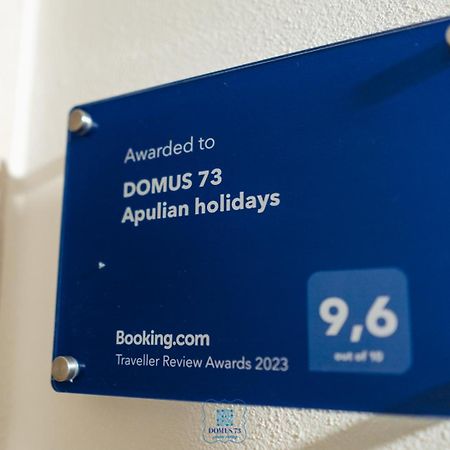 Awarded to
DOMUS 73
Apulian holidays
9,6
out of 10
Booking.com
Traveller Review Awards 2023
DOMUS 73